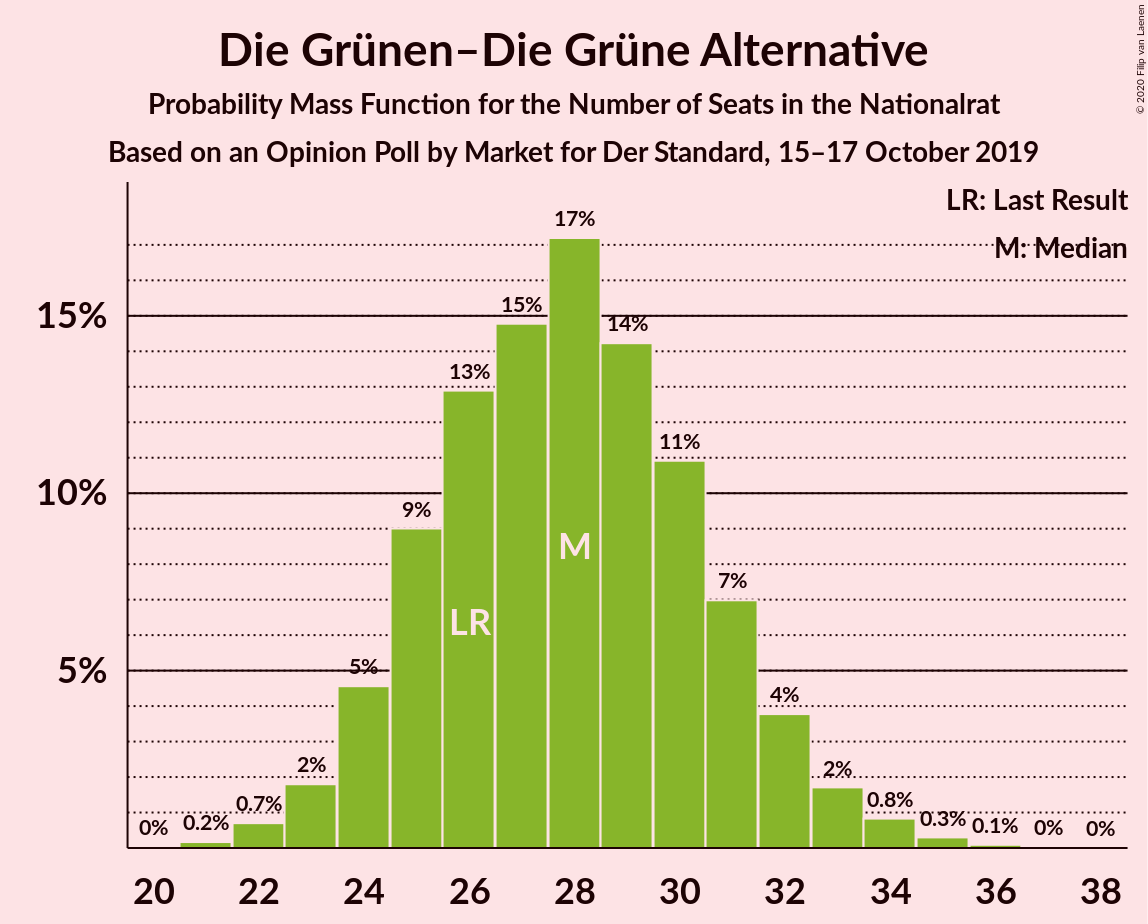 Die Grünen–Die Grüne Alternative
Probability Mass Function for the Number of Seats in the Nationalrat
Based on an Opinion Poll by Market for Der Standard, 15–17 October 2019
© 2020 Filip van Laenen
LR: Last Result
M: Median
15%
10%
5%
0%
0.2%
0.7%
2%
5%
9%
13%
15%
17%
14%
11%
7%
4%
2%
0.8%
0.3%
0.1%
0%
0%
LR
M
20 22 24 26 28 30 32 34 36 38